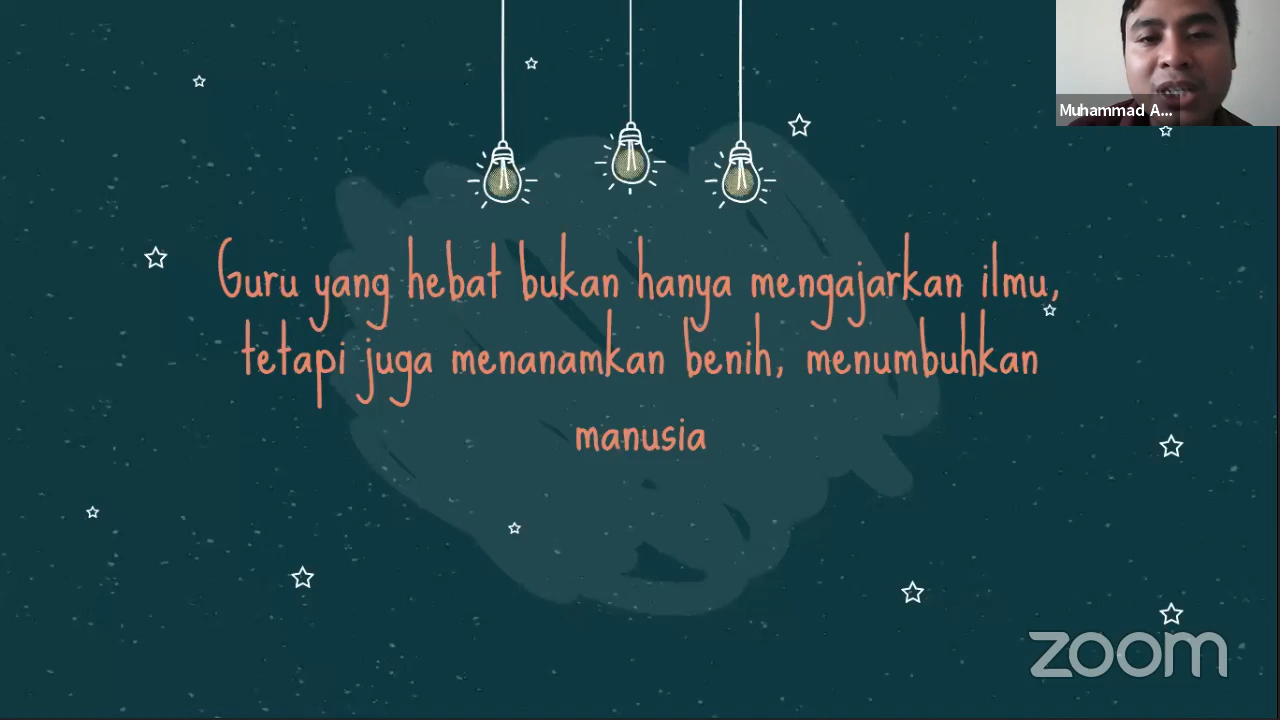 Muhammad A...
Guru yang hebat bukan hanya mengajarkan ilmu,
tetapi juga menanamkan benih, menumbuhkan
manusia
zoom